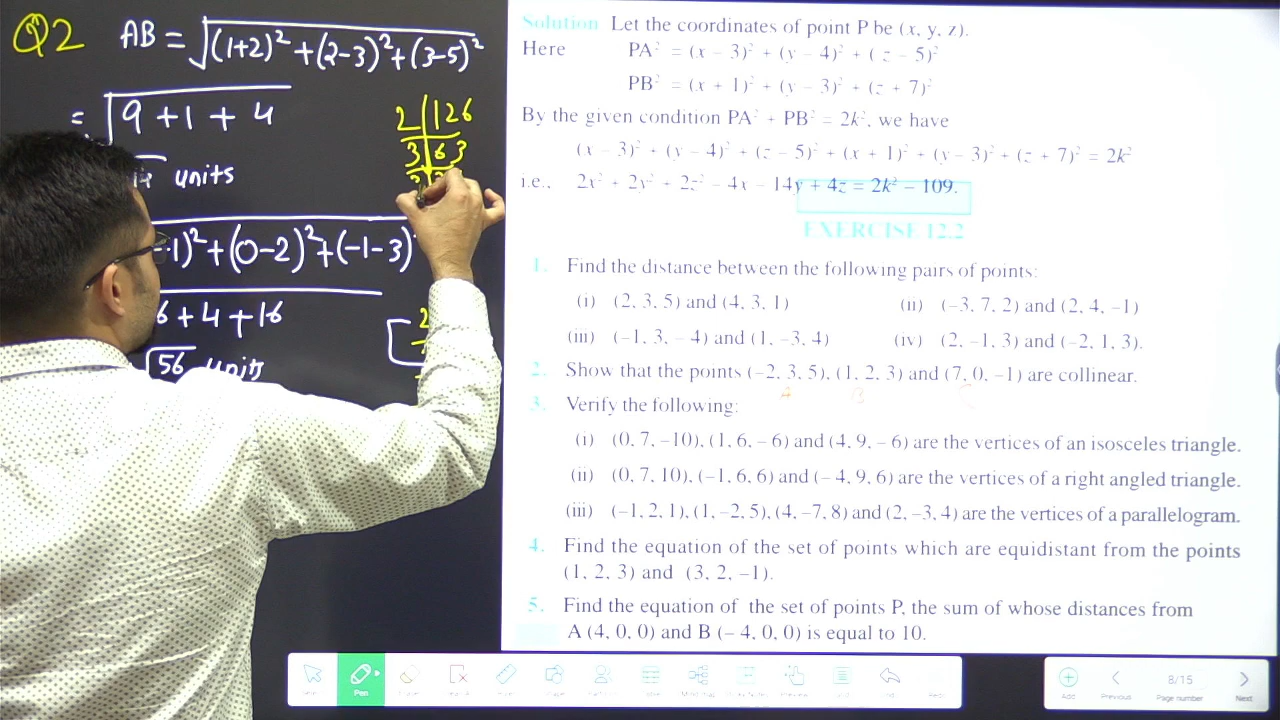 Q2 AB = √(1+2)² + (2-3)² + (3-5)²
= √9 + 1 + 4
units
-1)² + (0-2)² + (-1-3)
6 + 4 + 16
√56 units
2 | 126
3 | 63
Solution Let the coordinates of point P be (x, y, z).
Here PA² = (x – 3)² + (y – 4)² + ( z – 5)²
PB² = (x + 1)² + (y – 3)² + (z + 7)²
By the given condition PA² + PB² = 2k², we have
(x – 3)² + (y – 4)² + (z – 5)² + (x + 1)² + (y – 3)² + (z + 7)² = 2k²
i.e., 2x² + 2y² + 2z² – 4x – 14y + 4z = 2k² – 109.
EXERCISE 12.2
1. Find the distance between the following pairs of points:
(i) (2, 3, 5) and (4, 3, 1) (ii) (–3, 7, 2) and (2, 4, –1)
(iii) (–1, 3, – 4) and (1, –3, 4) (iv) (2, –1, 3) and (–2, 1, 3).
2. Show that the points (–2, 3, 5), (1, 2, 3) and (7, 0, –1) are collinear.
A B C
3. Verify the following:
(i) (0, 7, –10), (1, 6, – 6) and (4, 9, – 6) are the vertices of an isosceles triangle.
(ii) (0, 7, 10), (–1, 6, 6) and (– 4, 9, 6) are the vertices of a right angled triangle.
(iii) (–1, 2, 1), (1, –2, 5), (4, –7, 8) and (2, –3, 4) are the vertices of a parallelogram.
4. Find the equation of the set of points which are equidistant from the points
(1, 2, 3) and (3, 2, –1).
5. Find the equation of the set of points P, the sum of whose distances from
A (4, 0, 0) and B (– 4, 0, 0) is equal to 10.
Pen
Add Previous 8/15 Page number Next